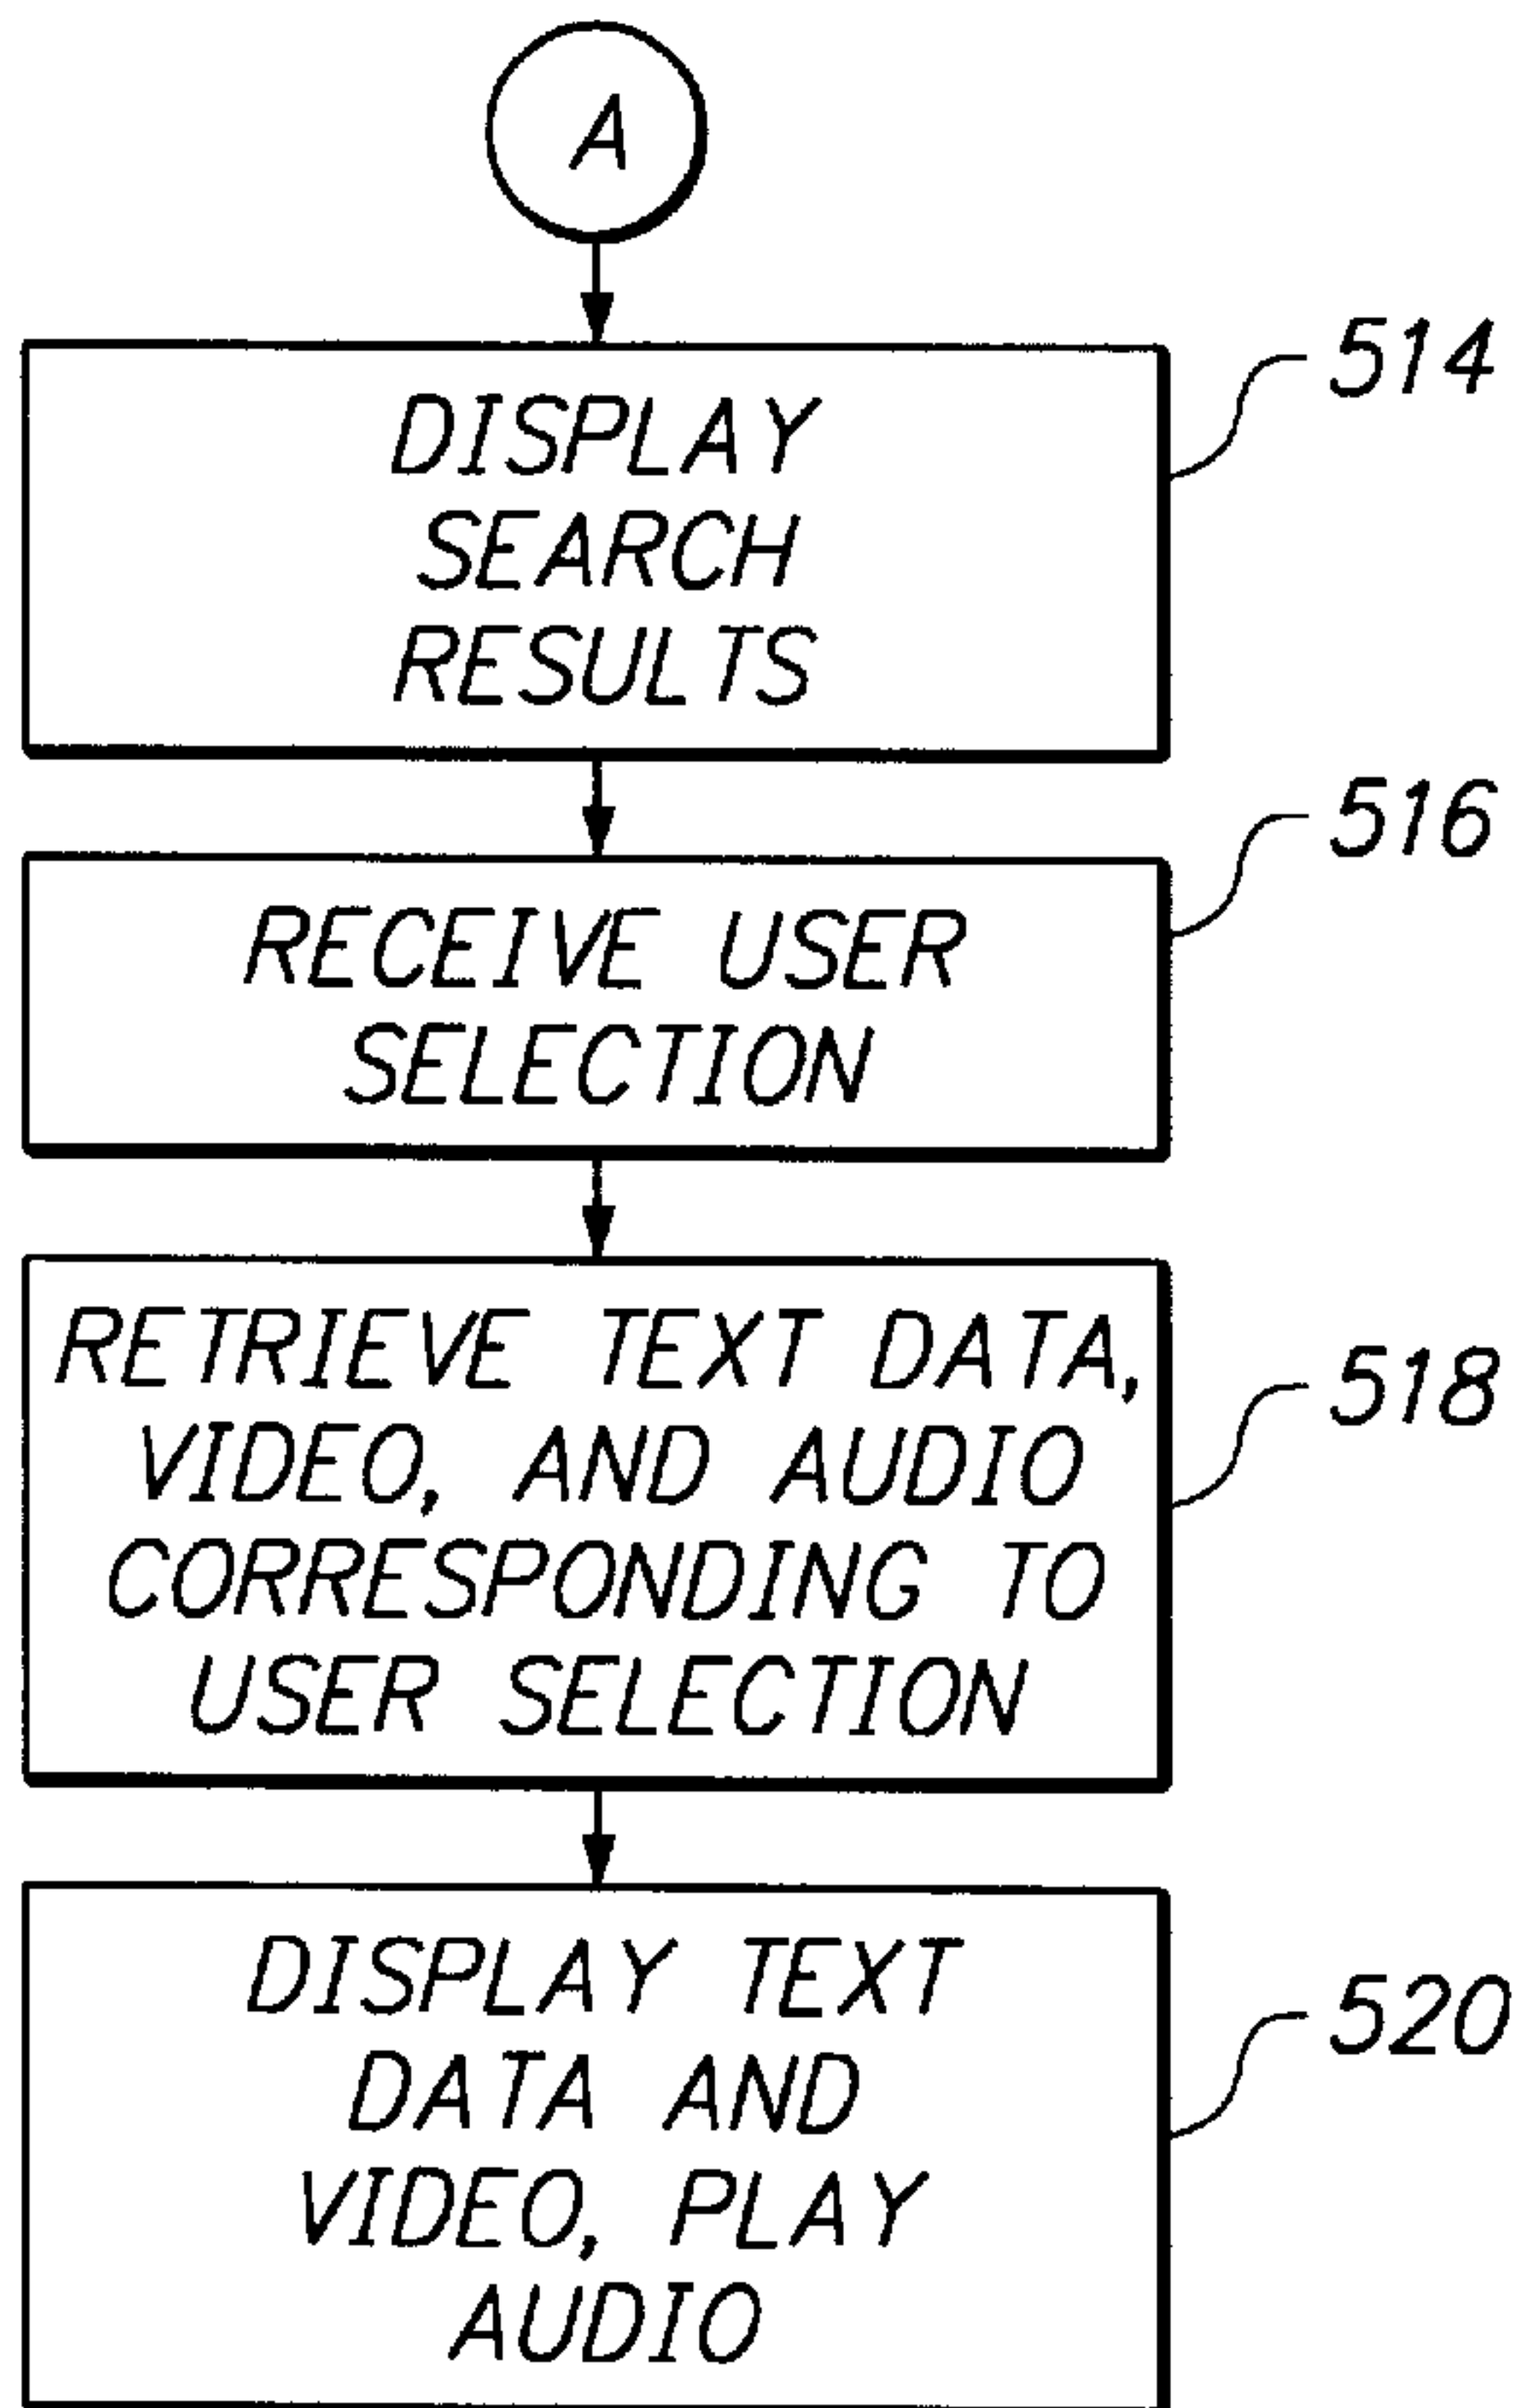 A
514
DISPLAY
SEARCH
RESULTS
516
RECEIVE USER
SELECTION
518
RETRIEVE TEXT DATA,
VIDEO, AND AUDIO
CORRESPONDING TO
USER SELECTION
520
DISPLAY TEXT
DATA AND
VIDEO, PLAY
AUDIO